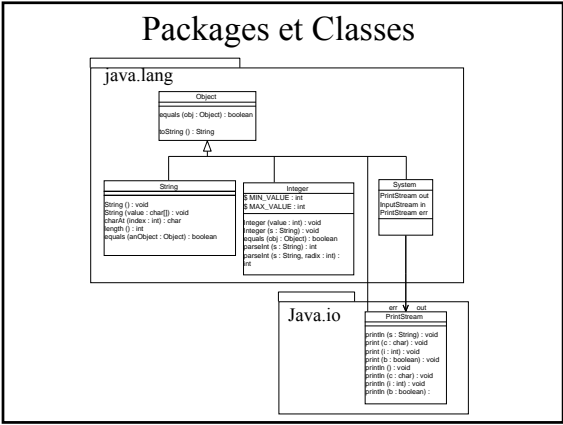 Packages et Classes
java.lang
Object
equals (obj : Object) : boolean
toString () : String
String
String () : void
String (value : char[]) : void
charAt (index : int) : char
length () : int
equals (anObject : Object) : boolean
Integer
$ MIN_VALUE : int
$ MAX_VALUE : int
Integer (value : int) : void
Integer (s : String) : void
equals (obj : Object) : boolean
parseInt (s : String) : int
parseInt (s : String, radix : int) :
int
System
PrintStream out
InputStream in
PrintStream err
Java.io
err out
PrintStream
println (s : String) : void
print (c : char) : void
print (i : int) : void
print (b : boolean) : void
println () : void
println (c : char) : void
println (i : int) : void
println (b : boolean) :